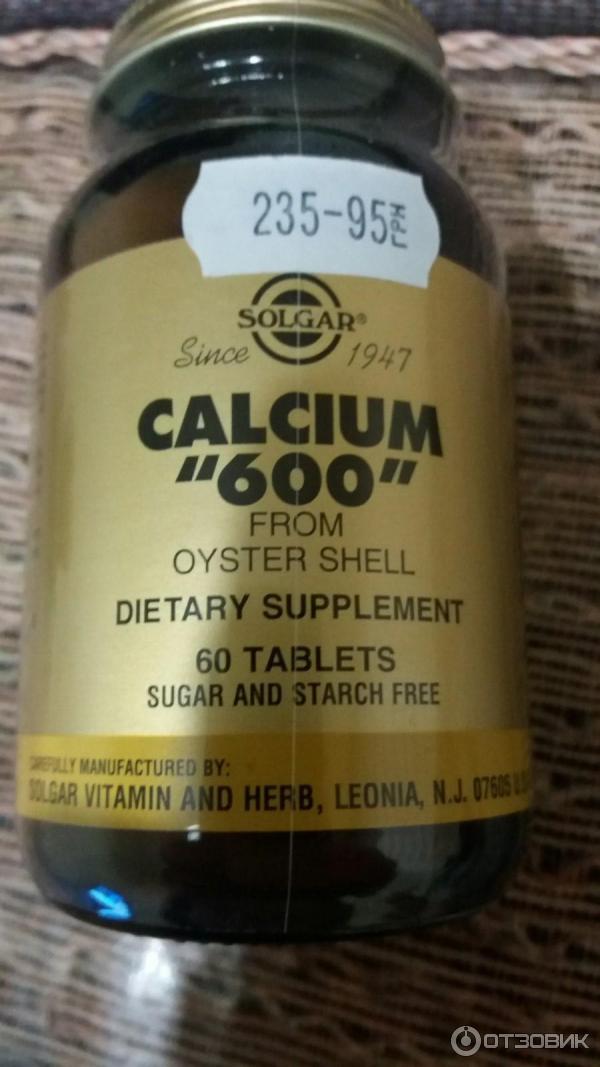 235-95 ГРН
SOLGAR®
Since 1947
CALCIUM
"600"
FROM
OYSTER SHELL
DIETARY SUPPLEMENT
60 TABLETS
SUGAR AND STARCH FREE
CAREFULLY MANUFACTURED BY:
SOLGAR VITAMIN AND HERB, LEONIA, N.J. 07605 U.S.
ОТЗОВИК